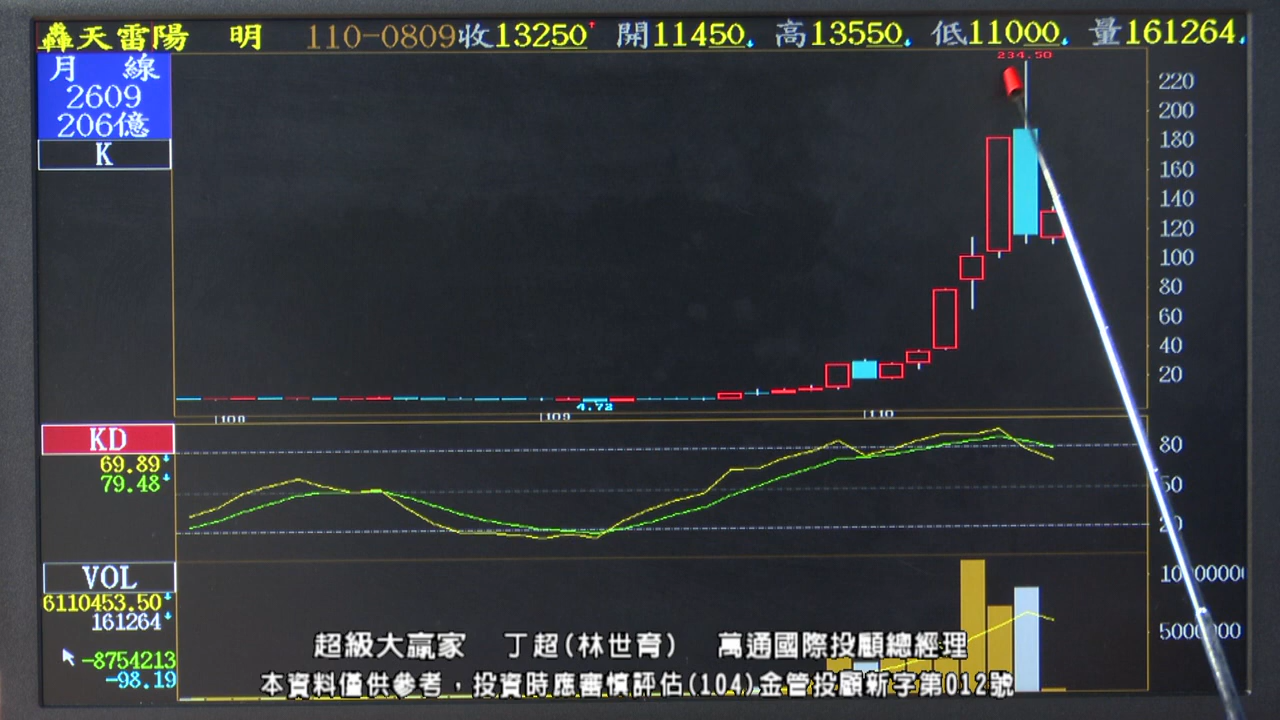 轟天雷陽 明 110-0809收13250 開11450 高13550 低11000 量161264
月 線
2609
206億
K
234.50
220
200
180
160
140
120
100
80
60
40
20
4.72
108 109 110
KD
69.89
79.48
80
50
20
VOL
6110453.50
161264
-8754213
-98.19
超級大贏家 丁超(林世育) 萬通國際投顧總經理
本資料僅供參考，投資時應審慎評估(104)金管投顧新字第012號